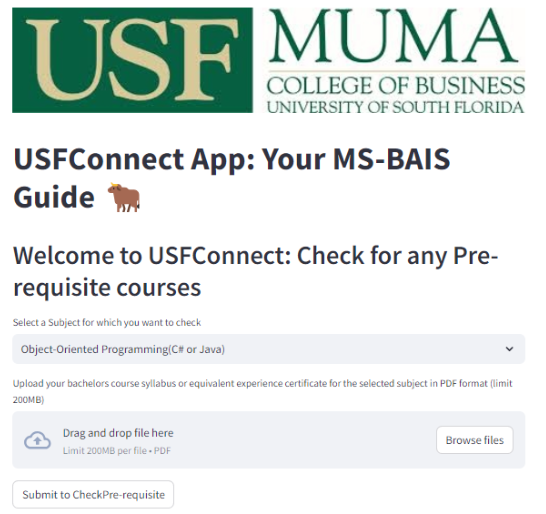 USF
MUMA
COLLEGE OF BUSINESS
UNIVERSITY OF SOUTH FLORIDA
USFConnect App: Your MS-BAIS
Guide 🐂
Welcome to USFConnect: Check for any Pre-
requisite courses
Select a Subject for which you want to check
Object-Oriented Programming(C# or Java)
Upload your bachelors course syllabus or equivalent experience certificate for the selected subject in PDF format (limit
200MB)
Drag and drop file here
Limit 200MB per file • PDF
Browse files
Submit to CheckPre-requisite